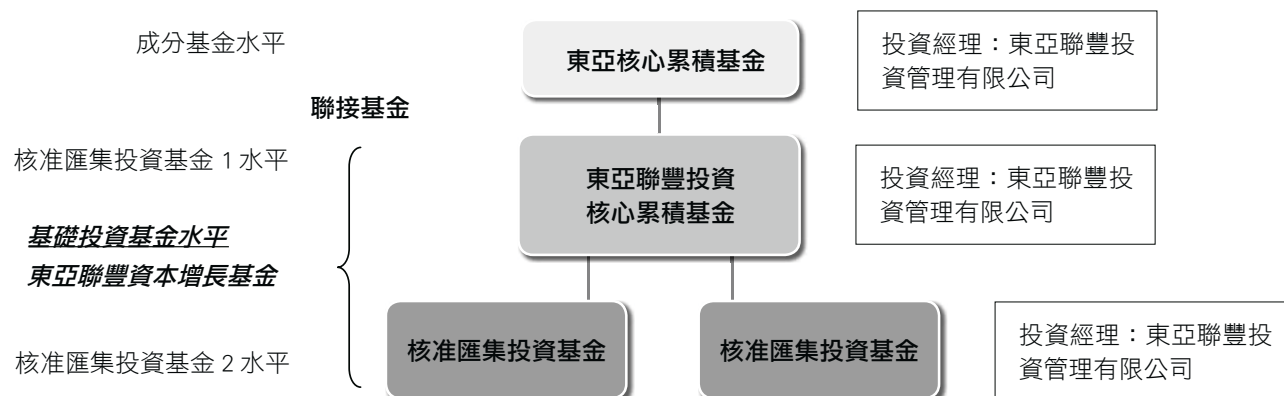 成分基金水平
東亞核心累積基金
投資經理：東亞聯豐投
資管理有限公司
聯接基金
核准匯集投資基金 1 水平
東亞聯豐投資
核心累積基金
投資經理：東亞聯豐投
資管理有限公司
基礎投資基金水平
東亞聯豐資本增長基金
核准匯集投資基金 2 水平
核准匯集投資基金
核准匯集投資基金
投資經理：東亞聯豐投
資管理有限公司